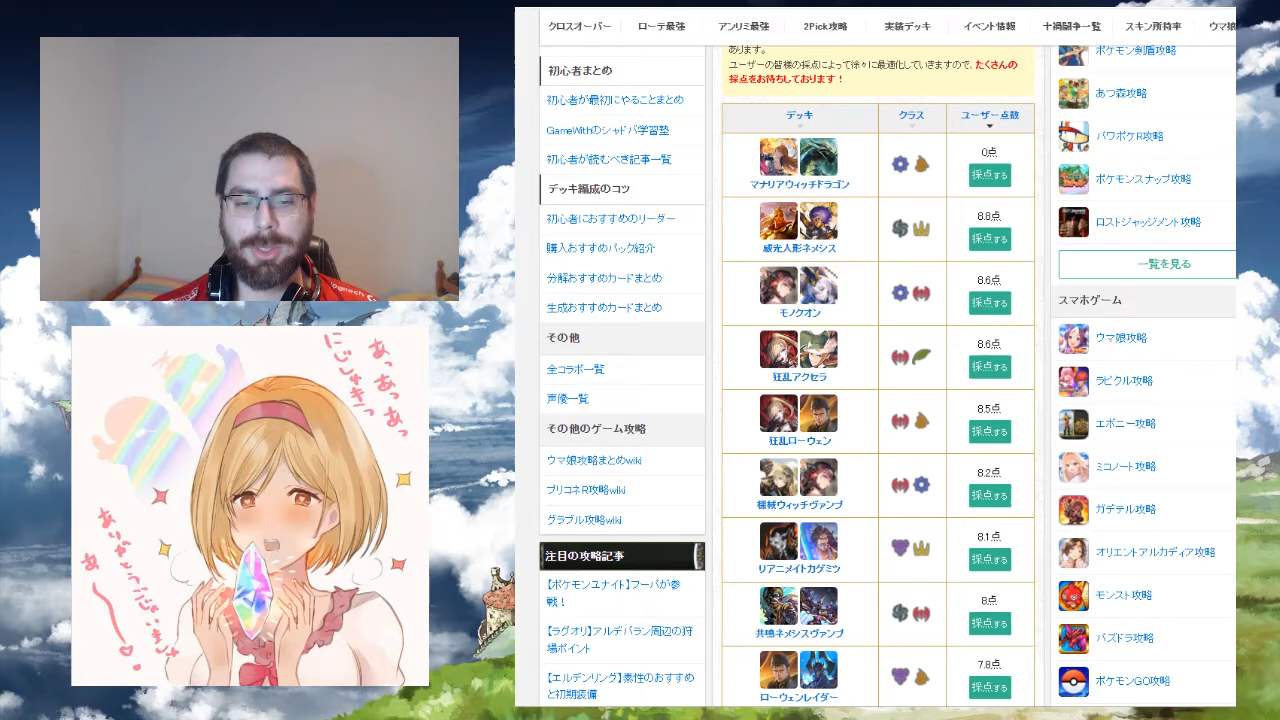 クロスオーバー ローテ最強 アンリミ最強 2Pick攻略 実装デッキ イベント情報 十禍闘争一覧 スキン所持率 ウマ娘
初心者まとめ
初心者が最初にやることまとめ
GameWithのシャドバ学習塾
初心者が読むべき記事一覧
デッキ編成のコツ
初心者におすすめのリーダー
購入おすすめパック紹介
分解おすすめカードまとめ
生成おすすめカードまとめ
その他
全コラボ一覧
声優一覧
その他のゲーム攻略
ウマ娘攻略まとめwiki
プリコネR攻略wiki
グラブル攻略wiki
注目の攻略記事
【ポケモンユナイト】フーパが参
戦！
【ラジオリ】アルデバラン周辺の狩
場ポイント
【エルデンリング】素性のおすすめ
と初期装備
あります。
ユーザーの皆様の採点によって徐々に最適化していきますので、たくさんの
採点をお待ちしております！
デッキ クラス ユーザー点数
マナリアウィッチドラゴン 0点 採点する
威光人形ネメシス 8.8点 採点する
モノクオン 8.6点 採点する
狂乱アクセラ 8.6点 採点する
狂乱ローウェン 8.5点 採点する
機械ウィッチヴァンプ 8.2点 採点する
リアニメイトカゲミツ 8.1点 採点する
共鳴ネメシスヴァンプ 8点 採点する
ローウェンレイダー 7.8点 採点する
ポケモン剣盾攻略
あつ森攻略
パワポケR攻略
ポケモンスナップ攻略
ロストジャッジメント攻略
一覧を見る
スマホゲーム
ウマ娘攻略
ラピクル攻略
エボニー攻略
ミコノート攻略
ガデテル攻略
オリエントアルカディア攻略
モンスト攻略
パズドラ攻略
ポケモンGO攻略
あっあっあっ
にじしょうきっ
ありがとうございまぁ
あ
logitech G